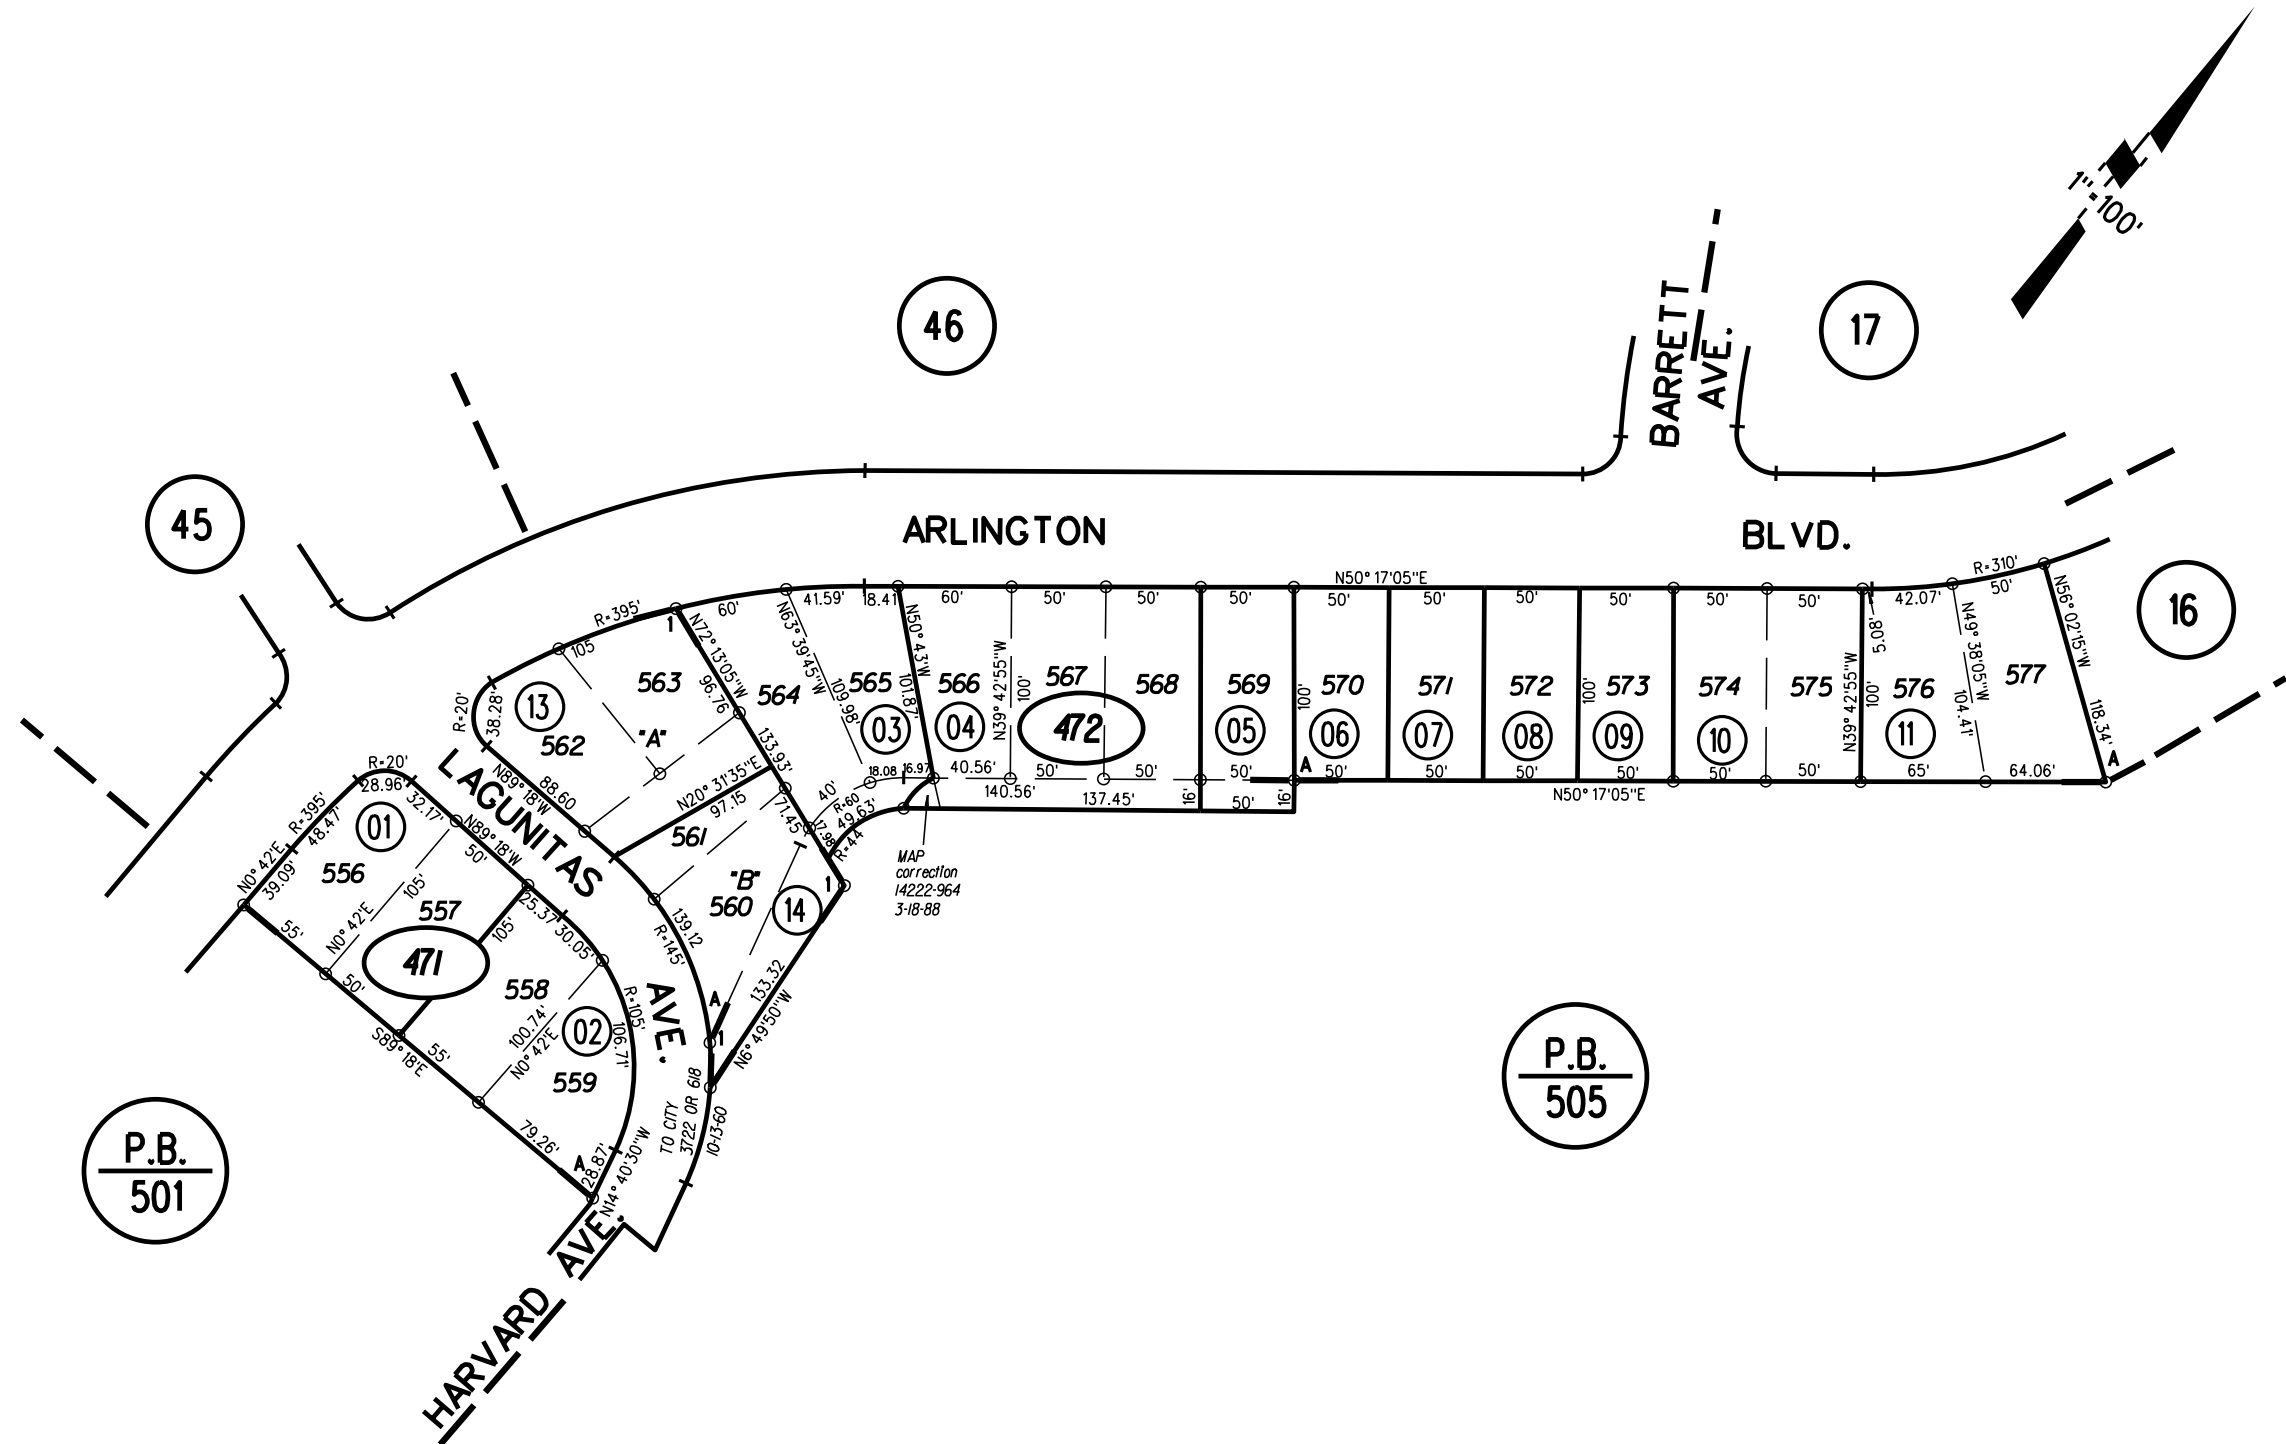 1"=100'
46
17
BARRETT
AVE.
45
ARLINGTON BLVD.
16
R=395'
105
1
60'
41.59'
18.41
60'
50'
50'
50'
N50° 17'05"E
50'
50'
50'
50'
50'
50'
42.07'
R=310'
50'
5.08'
N72° 13'05"W
96.76
N63° 39'45"W
109.98'
N50° 43'W
101.87'
N39° 42'55"W
100'
100'
100'
N39° 42'55"W
100'
N49° 38'05"W
104.41'
N56° 02'15"W
118.34'
A
563
564
565
566
567
568
569
570
571
572
573
574
575
576
577
13
"A"
562
03
04
472
05
06
07
08
09
10
11
R=20'
38.28'
N89° 18'W
88.60
N20° 31'35"E
97.15
133.93'
71.45
17.98
40'
R=60
49.63'
R=44
18.08
16.97
40.56'
50'
50'
140.56'
137.45'
16'
50'
16'
A
50'
50'
50'
50'
50'
50'
65'
64.06'
N50° 17'05"E
MAP
correction
14222-964
3-18-88
LAGUNITAS
AVE.
R=20'
28.96'
R=395'
48.47'
01
32.17'
N89° 18'W
50'
N0° 42'E
39.09'
556
105'
N0° 42'E
557
105'
25.37
30.05'
55'
50'
471
558
100.74'
N0° 42'E
02
R=105'
106.71'
S89° 18'E
55'
559
79.26'
A
28.87'
N14° 40'30"W
561
"B"
560
14
1
139.12
R=145'
A
1
133.32
N6° 49'50"W
TO CITY
3722 OR 618
10-13-60
P.B.
501
P.B.
505
HARVARD AVE.